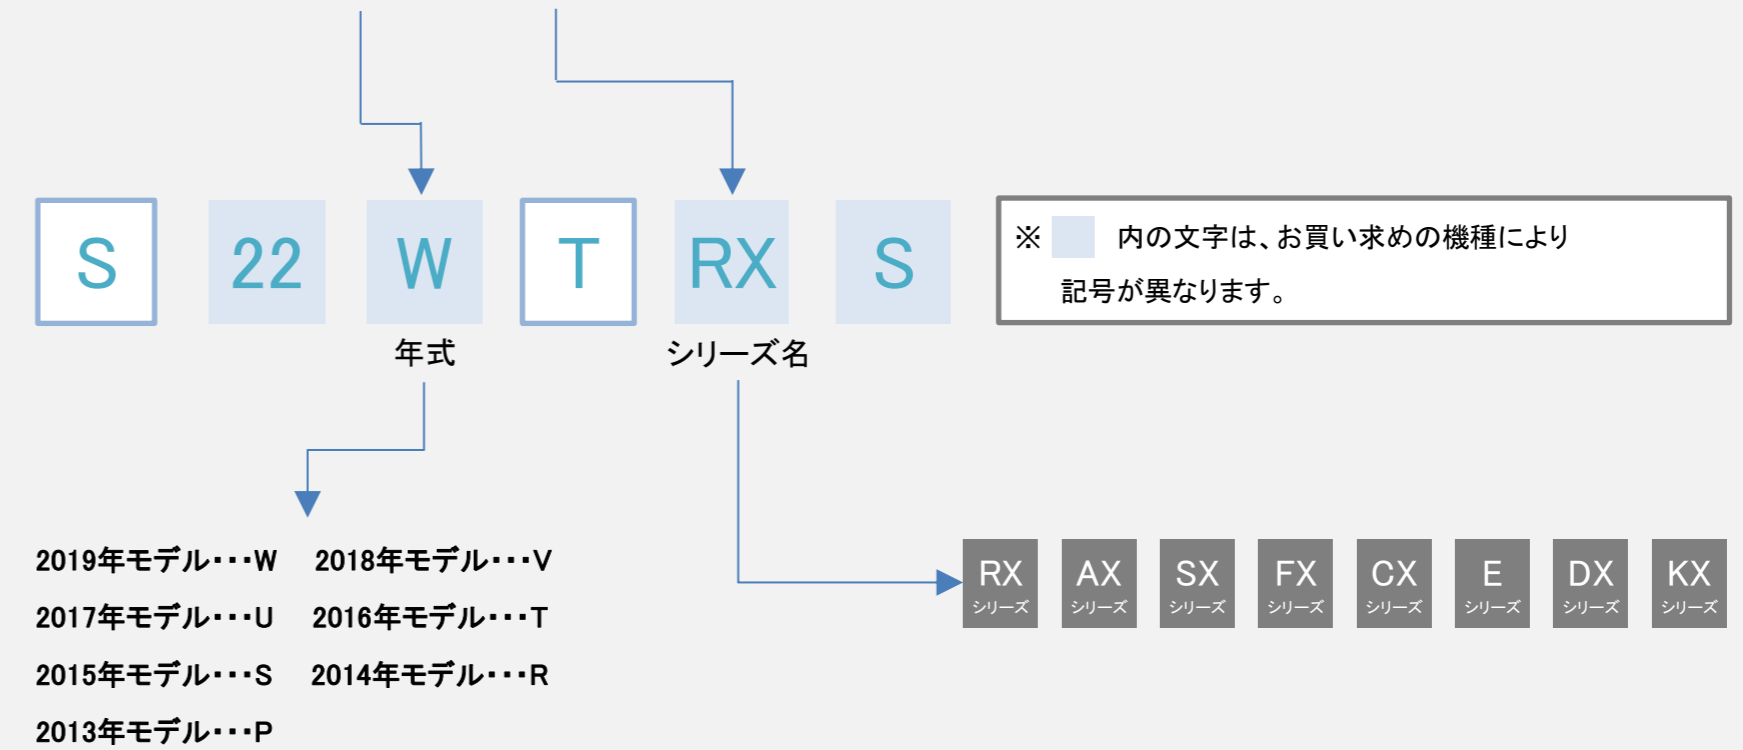 S 22 W T RX S
※ 内の文字は、お買い求めの機種により
記号が異なります。
年式 シリーズ名
2019年モデル・・・W 2018年モデル・・・V
2017年モデル・・・U 2016年モデル・・・T
2015年モデル・・・S 2014年モデル・・・R
2013年モデル・・・P
RX AX SX FX CX E DX KX
シリーズ シリーズ シリーズ シリーズ シリーズ シリーズ シリーズ シリーズ